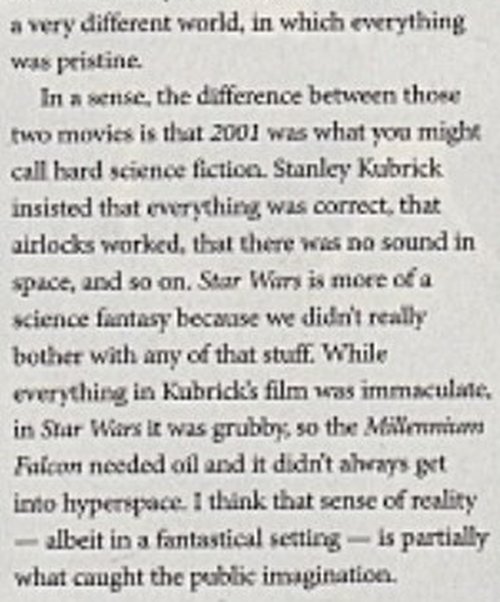 a very different world, in which everything
was pristine.
In a sense, the difference between those
two movies is that 2001 was what you might
call hard science fiction. Stanley Kubrick
insisted that everything was correct, that
airlocks worked, that there was no sound in
space, and so on. Star Wars is more of a
science fantasy because we didn't really
bother with any of that stuff. While
everything in Kubrick's film was immaculate,
in Star Wars it was grubby, so the Millennium
Falcon needed oil and it didn't always get
into hyperspace. I think that sense of reality
— albeit in a fantastical setting — is partially
what caught the public imagination.